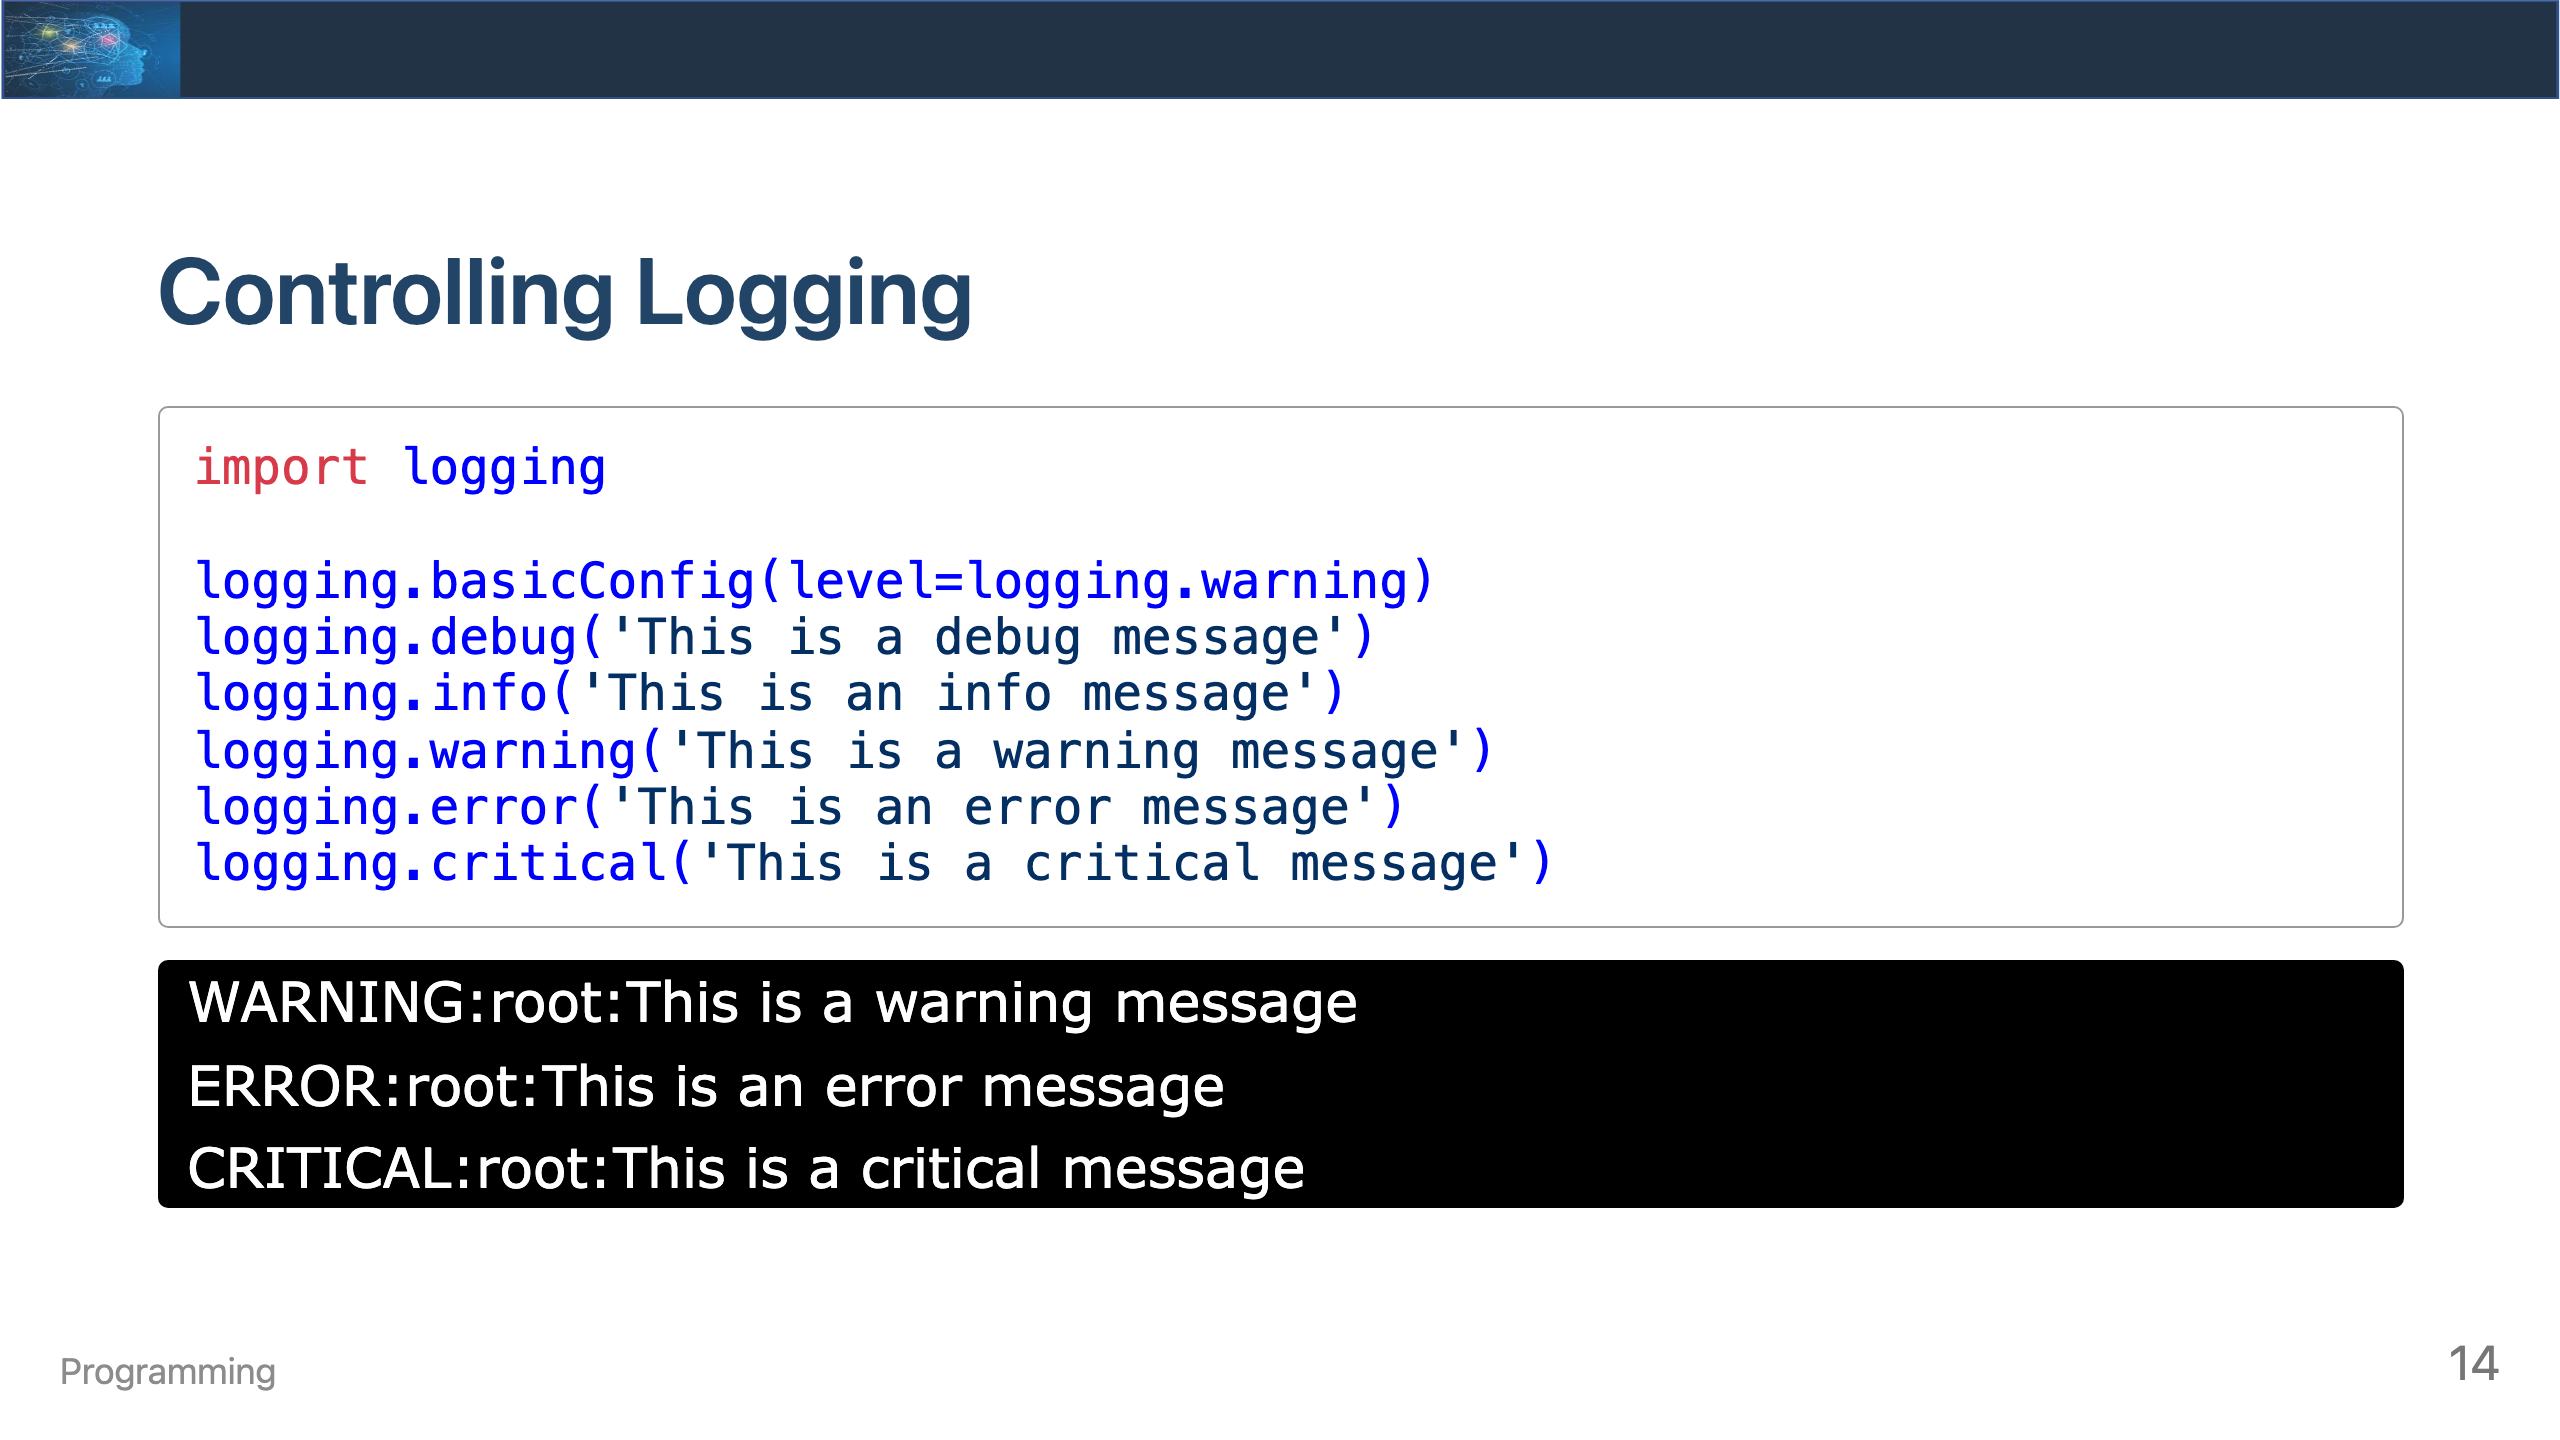 Controlling Logging
import logging
logging.basicConfig(level=logging.warning)
logging.debug('This is a debug message')
logging.info('This is an info message')
logging.warning('This is a warning message')
logging.error('This is an error message')
logging.critical('This is a critical message')
WARNING:root:This is a warning message
ERROR:root:This is an error message
CRITICAL:root:This is a critical message
Programming
14